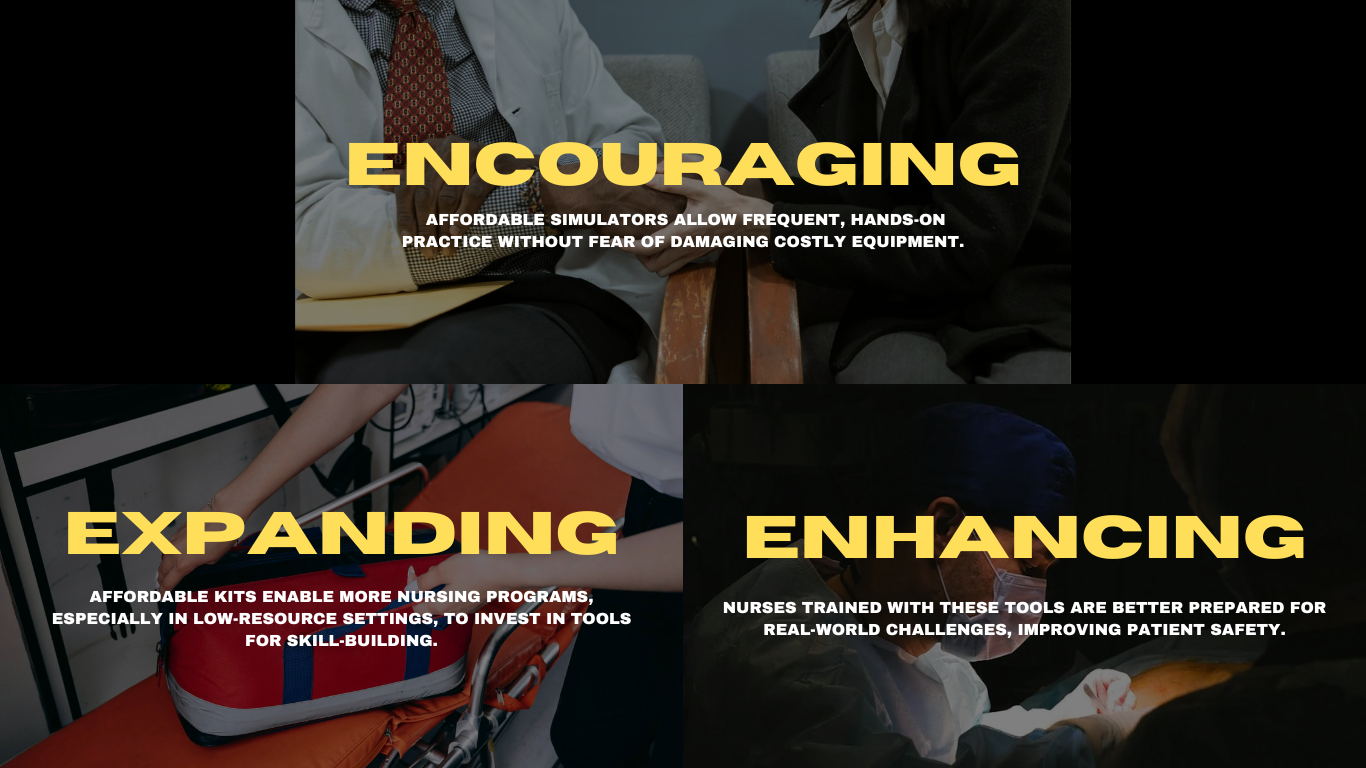 ENCOURAGING
AFFORDABLE SIMULATORS ALLOW FREQUENT, HANDS-ON
PRACTICE WITHOUT FEAR OF DAMAGING COSTLY EQUIPMENT.
EXPANDING
AFFORDABLE KITS ENABLE MORE NURSING PROGRAMS,
ESPECIALLY IN LOW-RESOURCE SETTINGS, TO INVEST IN TOOLS
FOR SKILL-BUILDING.
ENHANCING
NURSES TRAINED WITH THESE TOOLS ARE BETTER PREPARED FOR
REAL-WORLD CHALLENGES, IMPROVING PATIENT SAFETY.